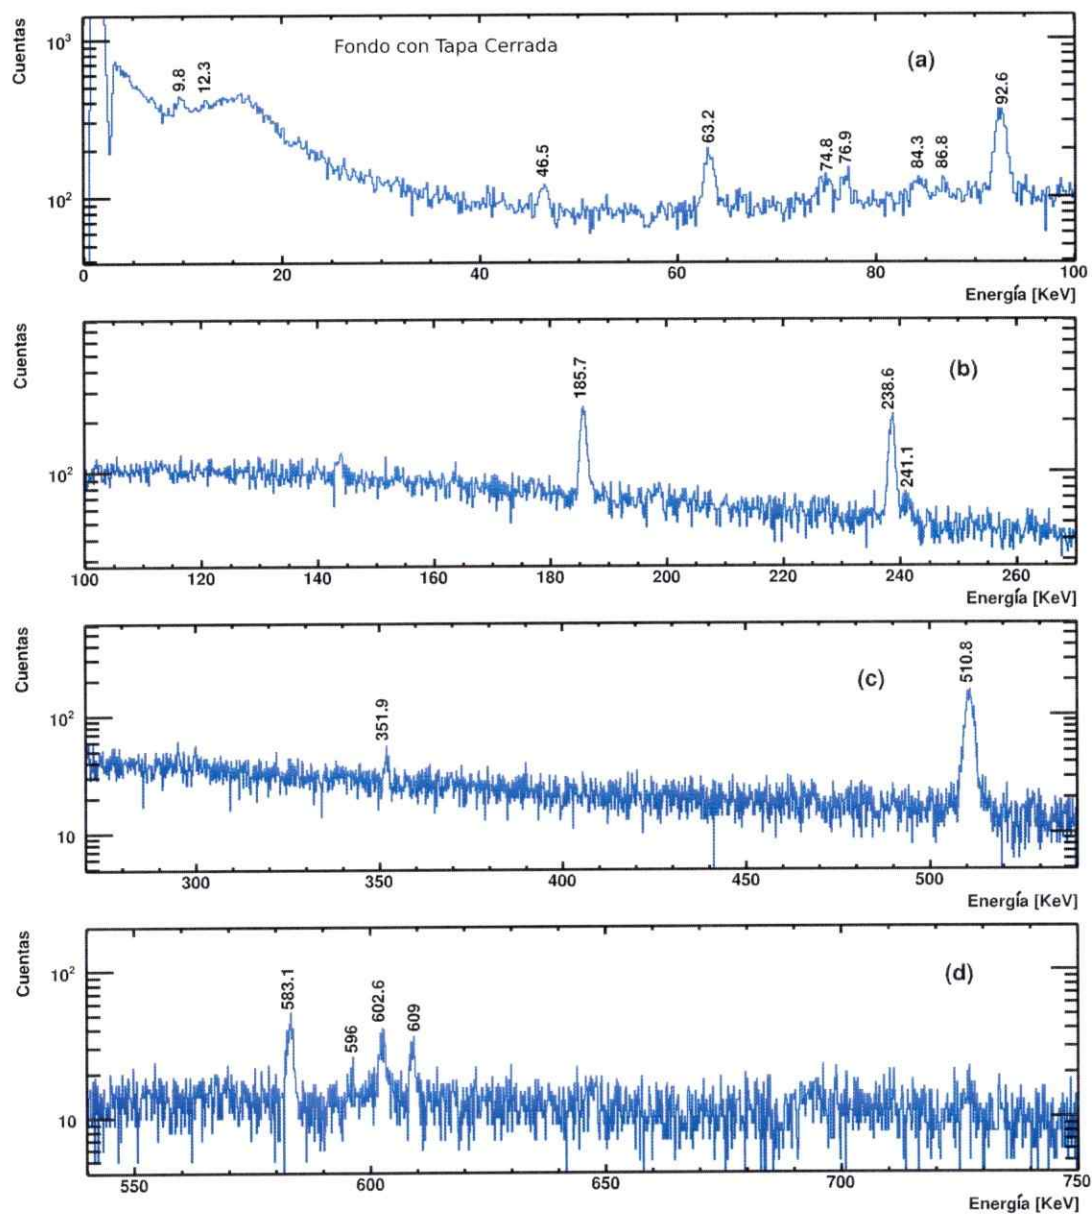 Cuentas
10³
10²
Fondo con Tapa Cerrada
(a)
9.8
12.3
46.5
63.2
74.8
76.9
84.3
86.8
92.6
0 20 40 60 80 100
Energía [KeV]
Cuentas
10²
(b)
185.7
238.6
241.1
100 120 140 160 180 200 220 240 260
Energía [KeV]
Cuentas
10²
10
(c)
351.9
510.8
300 350 400 450 500
Energía [KeV]
Cuentas
10²
10
(d)
583.1
596
602.6
609
550 600 650 700 750
Energía [KeV]